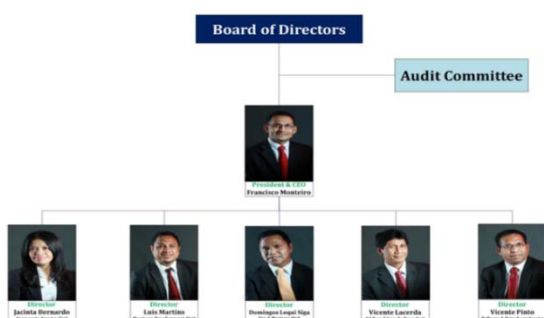 Board of Directors
Audit Committee
President & CEO
Francisco Monteiro
Director
Jacinta Bernardo
Director
Luis Martins
Director
Domingos Lequi Siga
Director
Vicente Lacerda
Director
Vicente Pinto